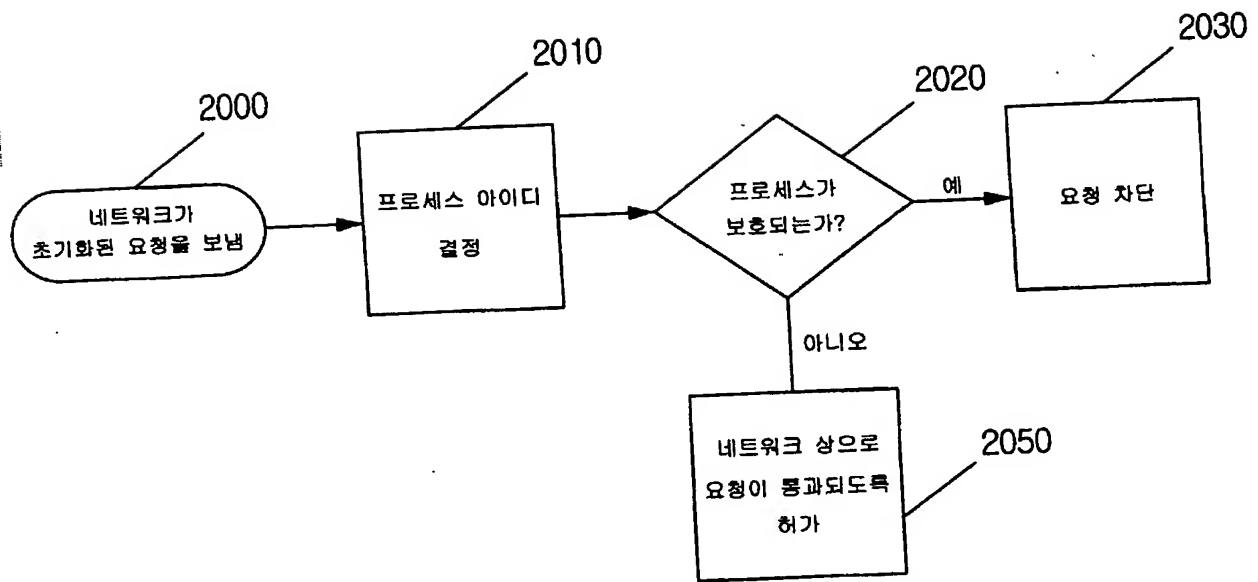 2000
네트워크가
초기화된 요청을 보냄
2010
프로세스 아이디
결정
2020
프로세스가
보호되는가?
예
2030
요청 차단
아니오
2050
네트워크 상으로
요청이 통과되도록
허가